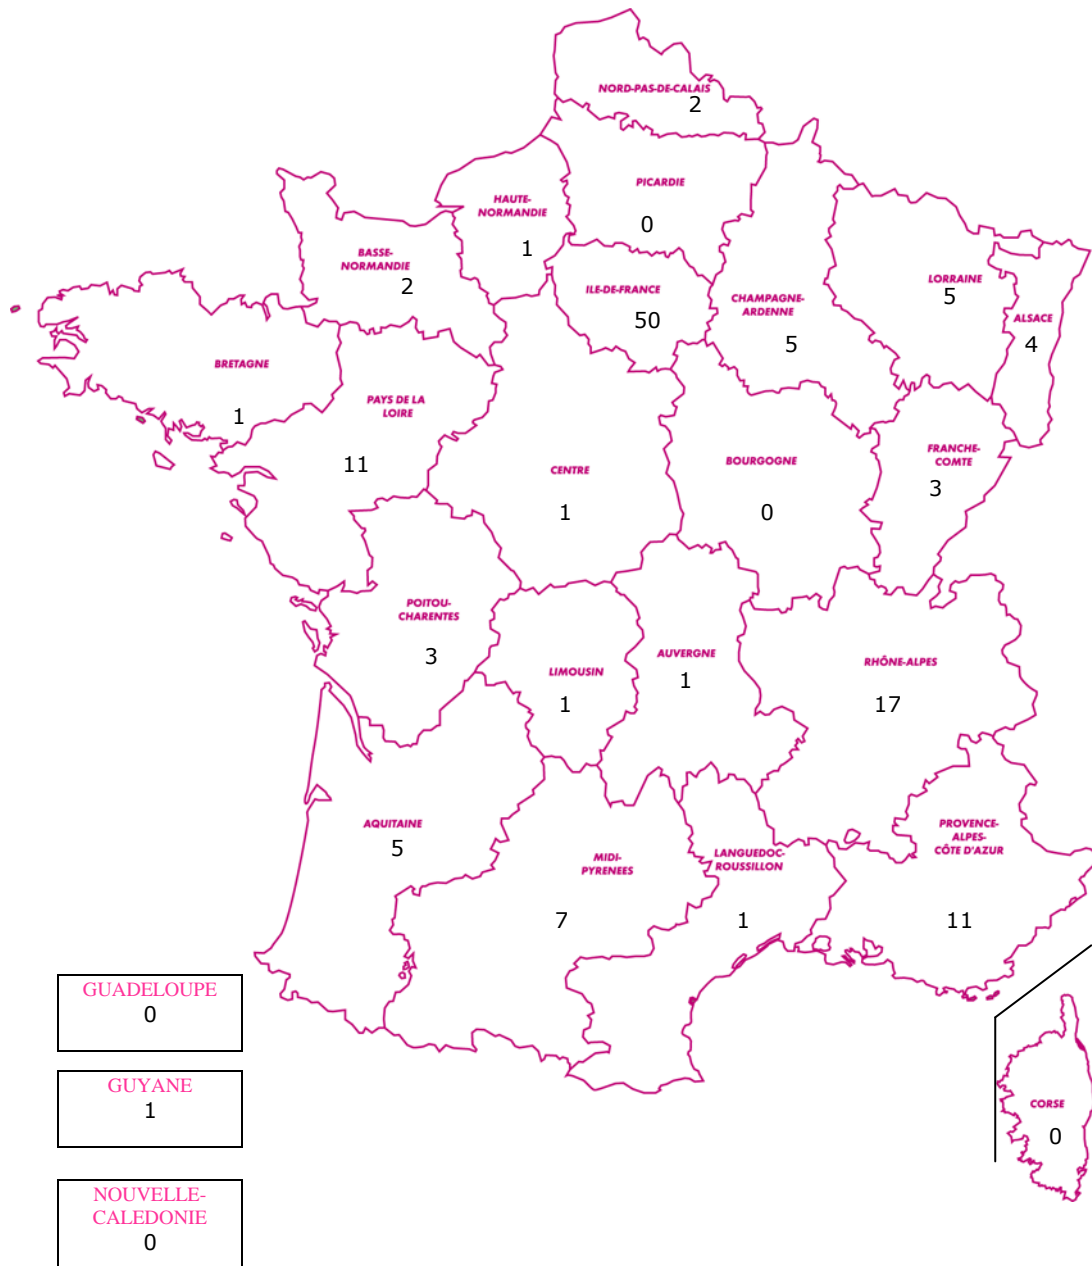 NORD-PAS-DE-CALAIS
2
PICARDIE
0
HAUTE-
NORMANDIE
1
BASSE-
NORMANDIE
2
ILE-DE-FRANCE
50
CHAMPAGNE-
ARDENNE
5
LORRAINE
5
ALSACE
4
BRETAGNE
1
PAYS DE LA
LOIRE
11
CENTRE
1
BOURGOGNE
0
FRANCHE-
COMTE
3
POITOU-
CHARENTES
3
LIMOUSIN
1
AUVERGNE
1
RHÔNE-ALPES
17
AQUITAINE
5
MIDI-
PYRENEES
7
LANGUEDOC-
ROUSSILLON
1
PROVENCE-
ALPES-
CÔTE D'AZUR
11
GUADELOUPE
0
GUYANE
1
CORSE
0
NOUVELLE-
CALEDONIE
0